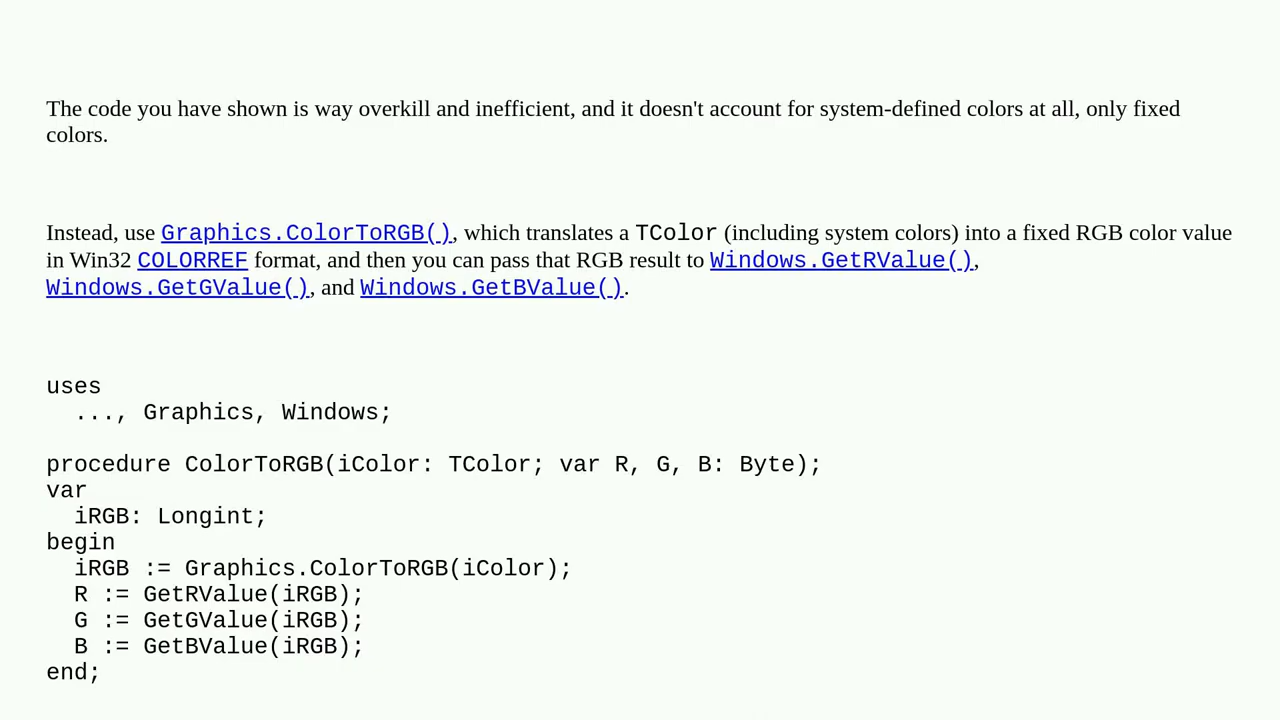 The code you have shown is way overkill and inefficient, and it doesn't account for system-defined colors at all, only fixed
colors.
Instead, use Graphics.ColorToRGB(), which translates a TColor (including system colors) into a fixed RGB color value
in Win32 COLORREF format, and then you can pass that RGB result to Windows.GetRValue(),
Windows.GetGValue(), and Windows.GetBValue().
uses
  ..., Graphics, Windows;
procedure ColorToRGB(iColor: TColor; var R, G, B: Byte);
var
  iRGB: Longint;
begin
  iRGB := Graphics.ColorToRGB(iColor);
  R := GetRValue(iRGB);
  G := GetGValue(iRGB);
  B := GetBValue(iRGB);
end;